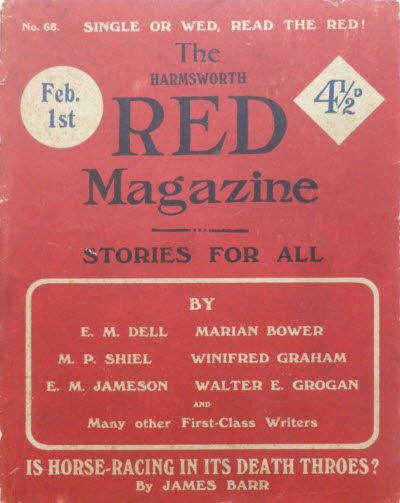 No. 68. SINGLE OR WED, READ THE RED!
The
HARMSWORTH
RED
Magazine
Feb.
1st
4½D
STORIES FOR ALL
BY
E. M. DELL MARIAN BOWER
M. P. SHIEL WINIFRED GRAHAM
E. M. JAMESON WALTER E. GROGAN
AND
Many other First-Class Writers
IS HORSE-RACING IN ITS DEATH THROES?
By JAMES BARR